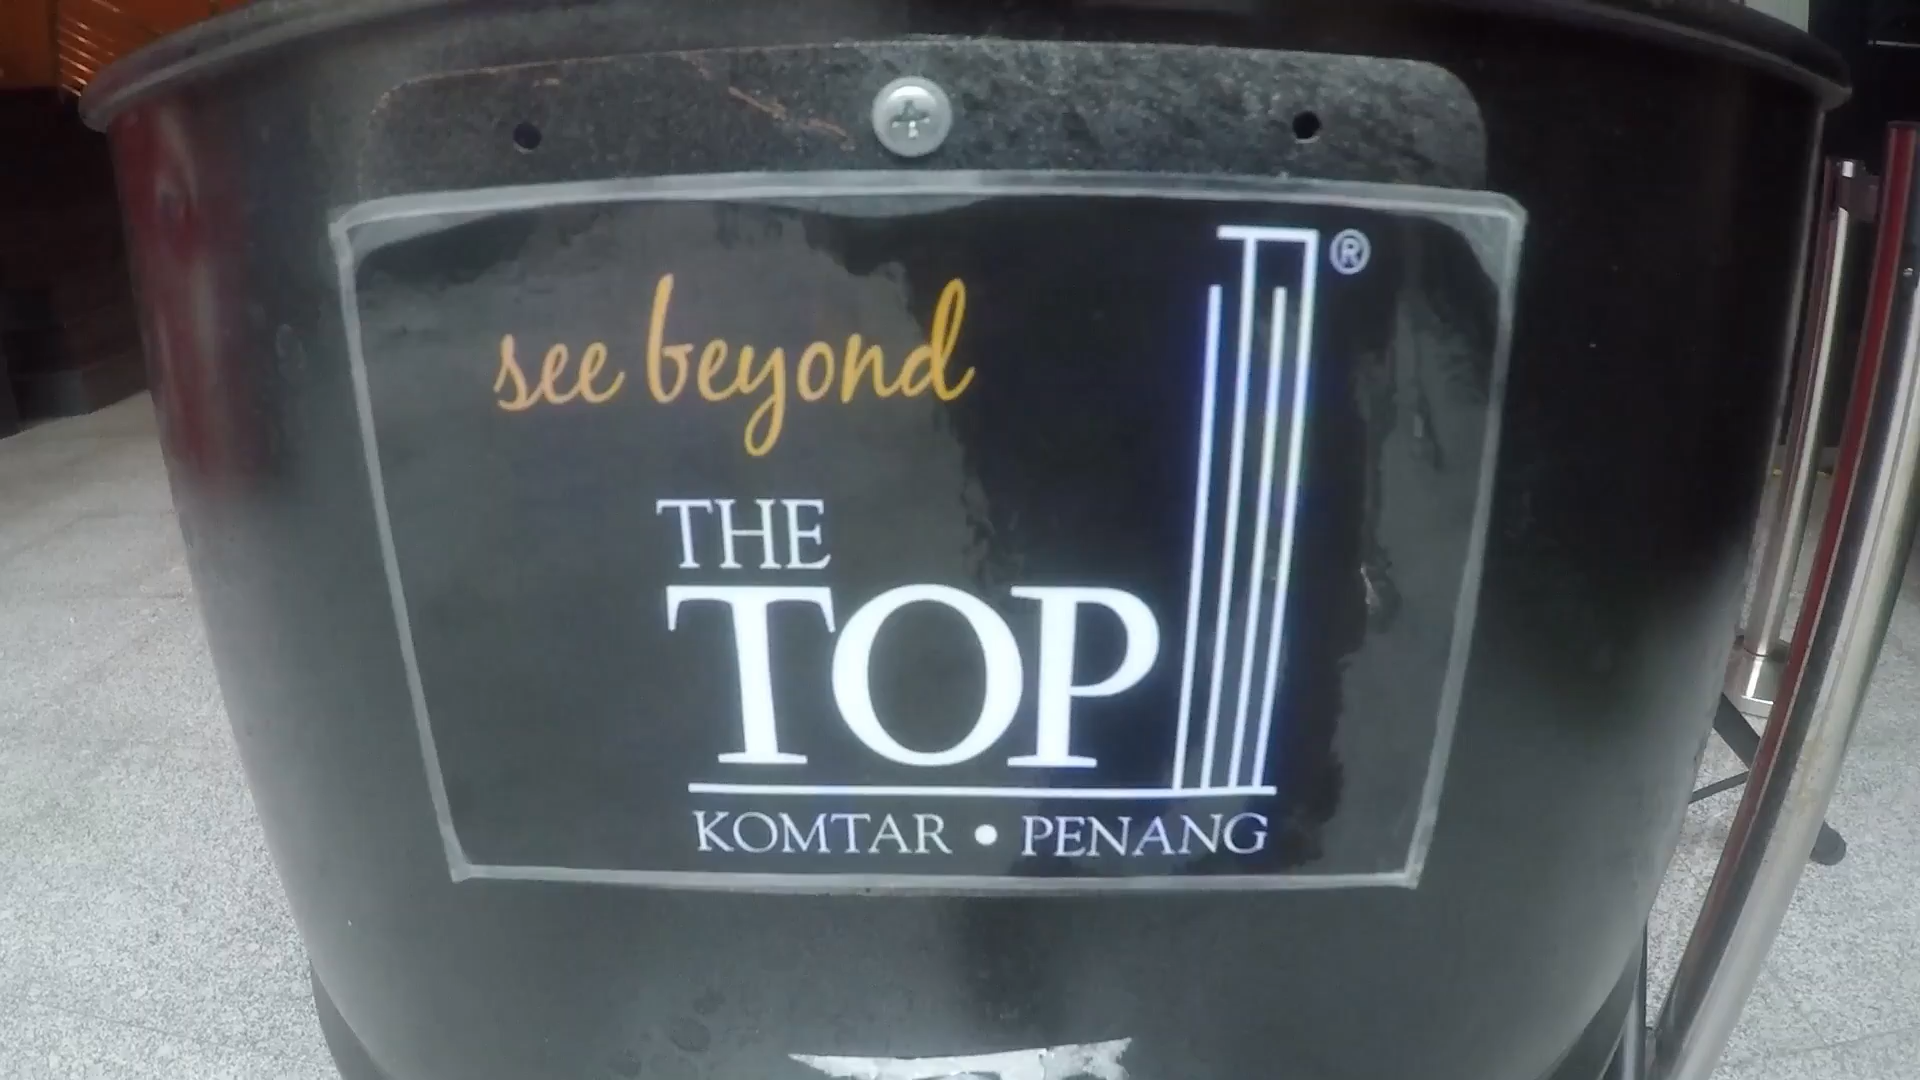 see beyond
®
THE
TOP
KOMTAR • PENANG